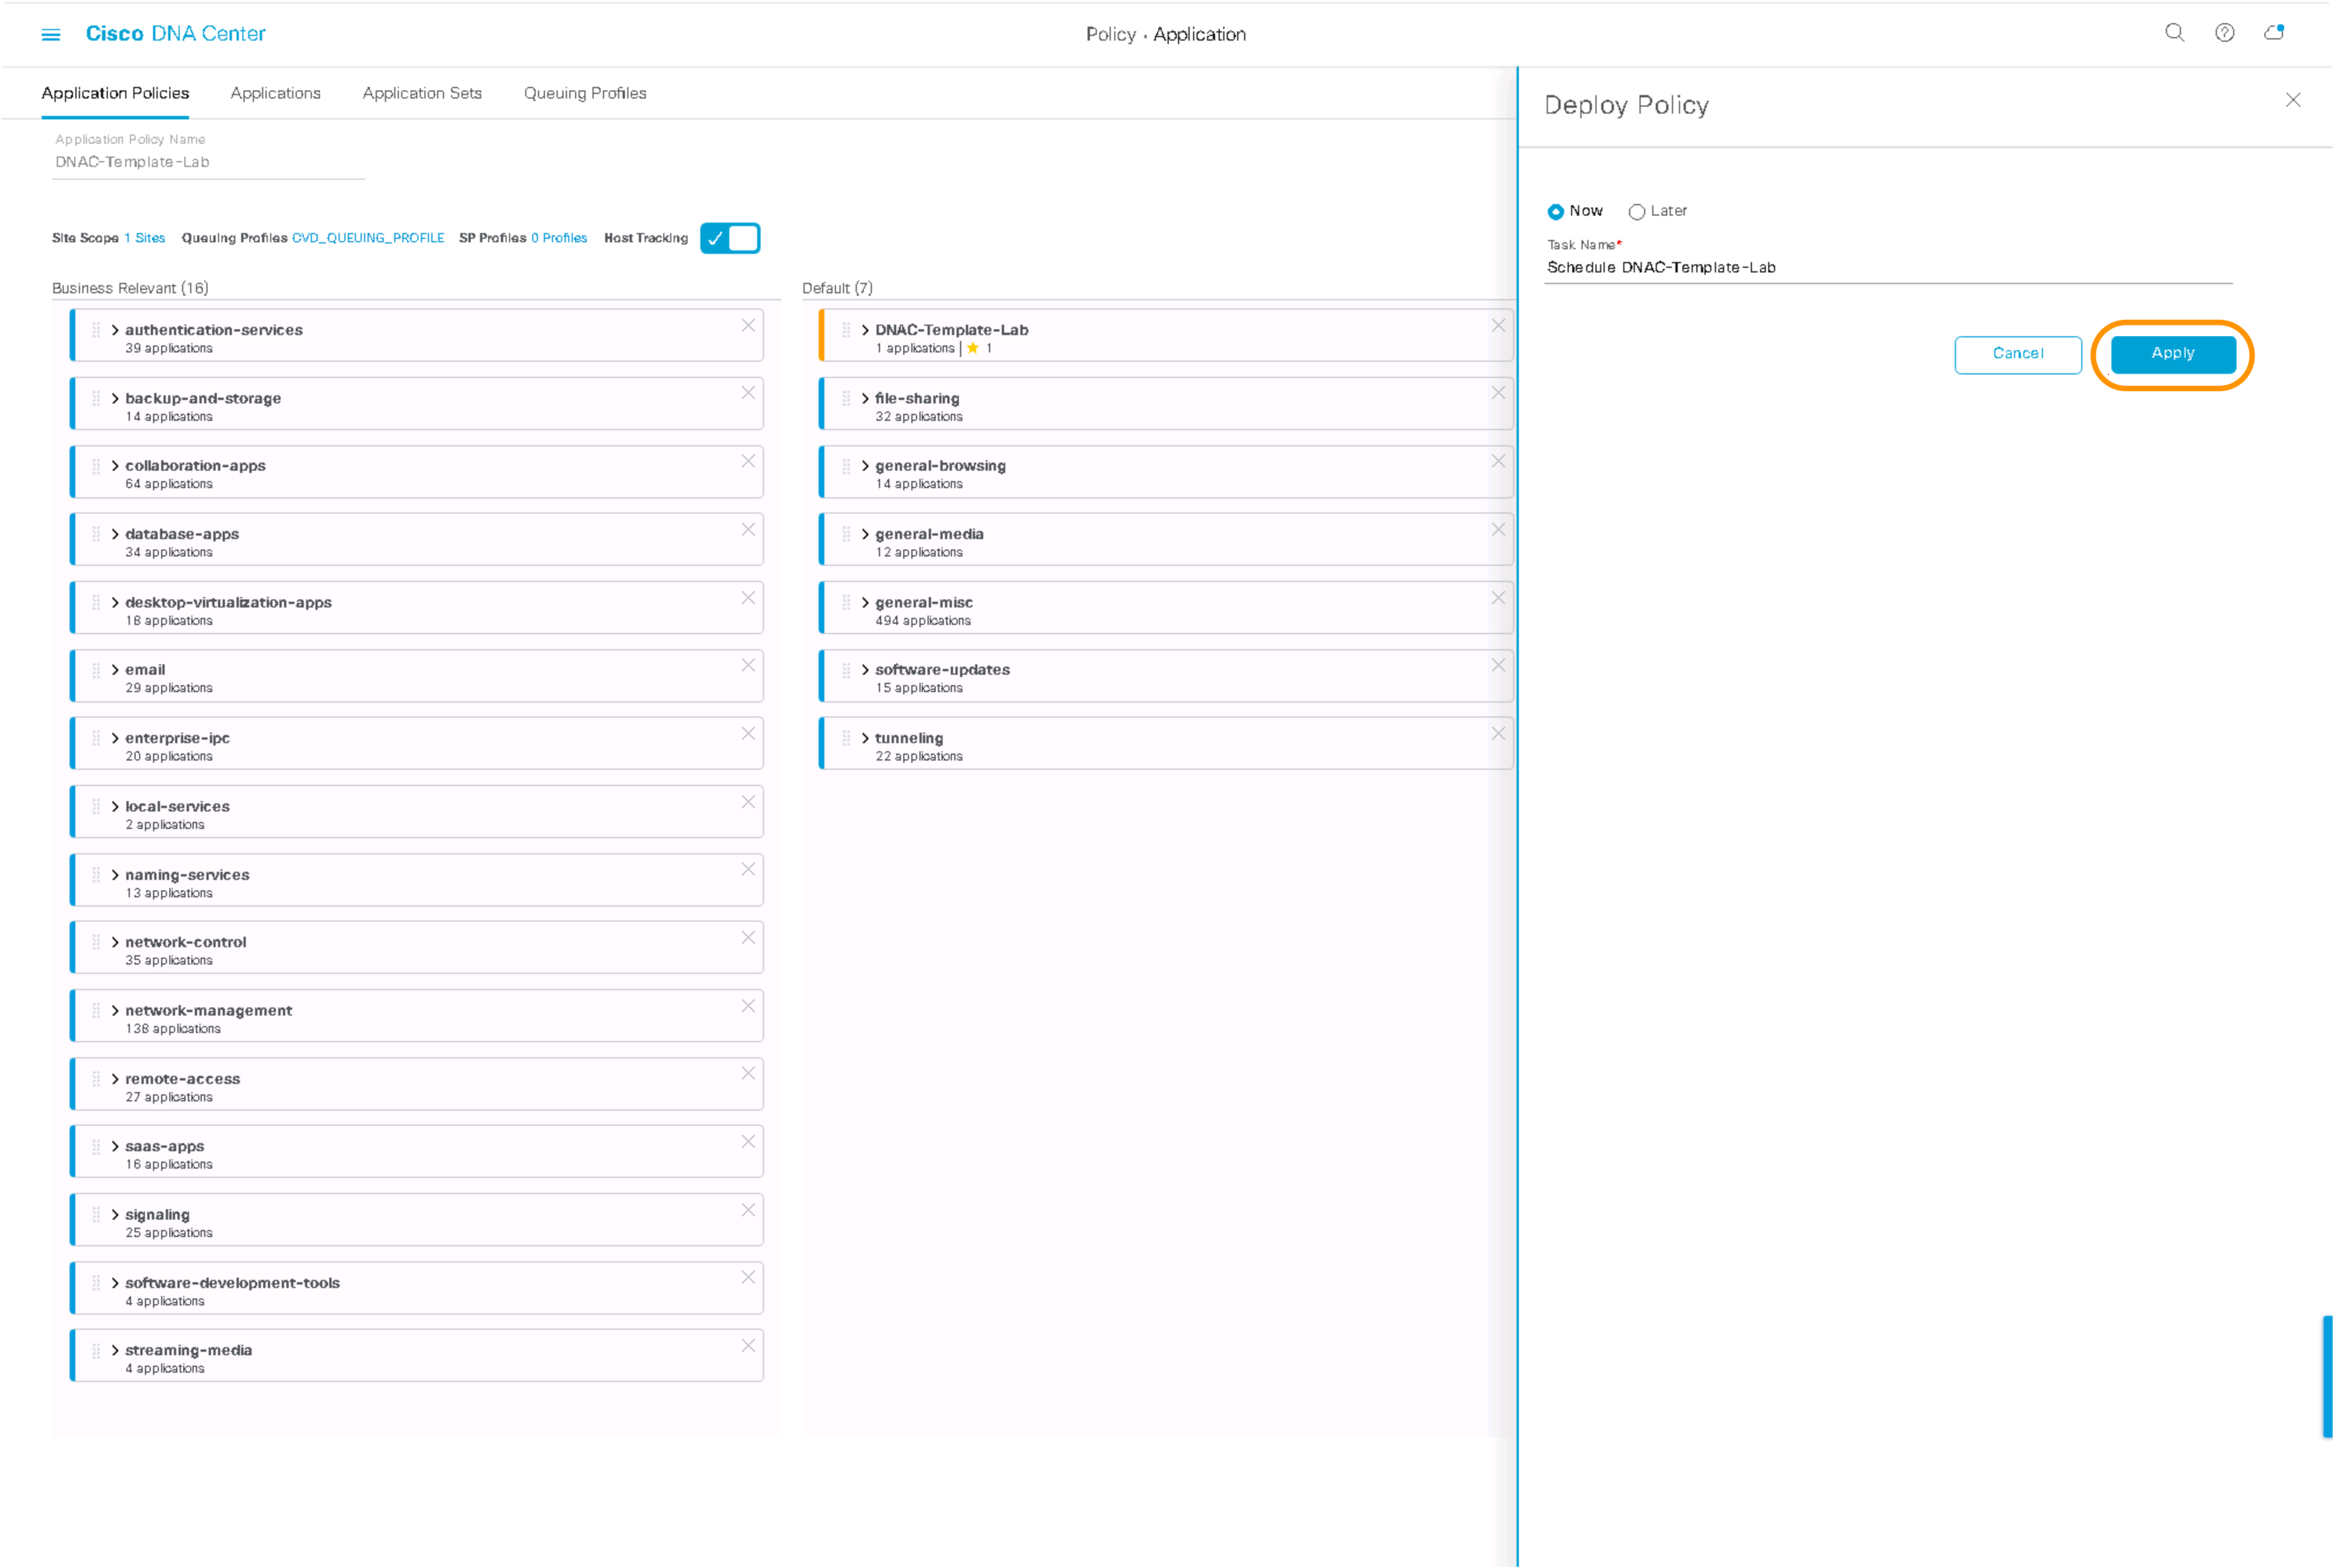 Cisco DNA Center
Policy · Application
Application Policies Applications Application Sets Queuing Profiles
Application Policy Name
DNAC-Template-Lab
Site Scope 1 Sites Queuing Profiles CVD_QUEUING_PROFILE SP Profiles 0 Profiles Host Tracking
Business Relevant (16)
authentication-services
39 applications
backup-and-storage
14 applications
collaboration-apps
64 applications
database-apps
34 applications
desktop-virtualization-apps
18 applications
email
29 applications
enterprise-ipc
20 applications
local-services
2 applications
naming-services
13 applications
network-control
35 applications
network-management
138 applications
remote-access
27 applications
saas-apps
16 applications
signaling
25 applications
software-development-tools
4 applications
streaming-media
4 applications
Default (7)
DNAC-Template-Lab
1 applications | ★ 1
file-sharing
32 applications
general-browsing
14 applications
general-media
12 applications
general-misc
494 applications
software-updates
15 applications
tunneling
22 applications
Deploy Policy
Now Later
Task Name*
Schedule DNAC-Template-Lab
Cancel Apply